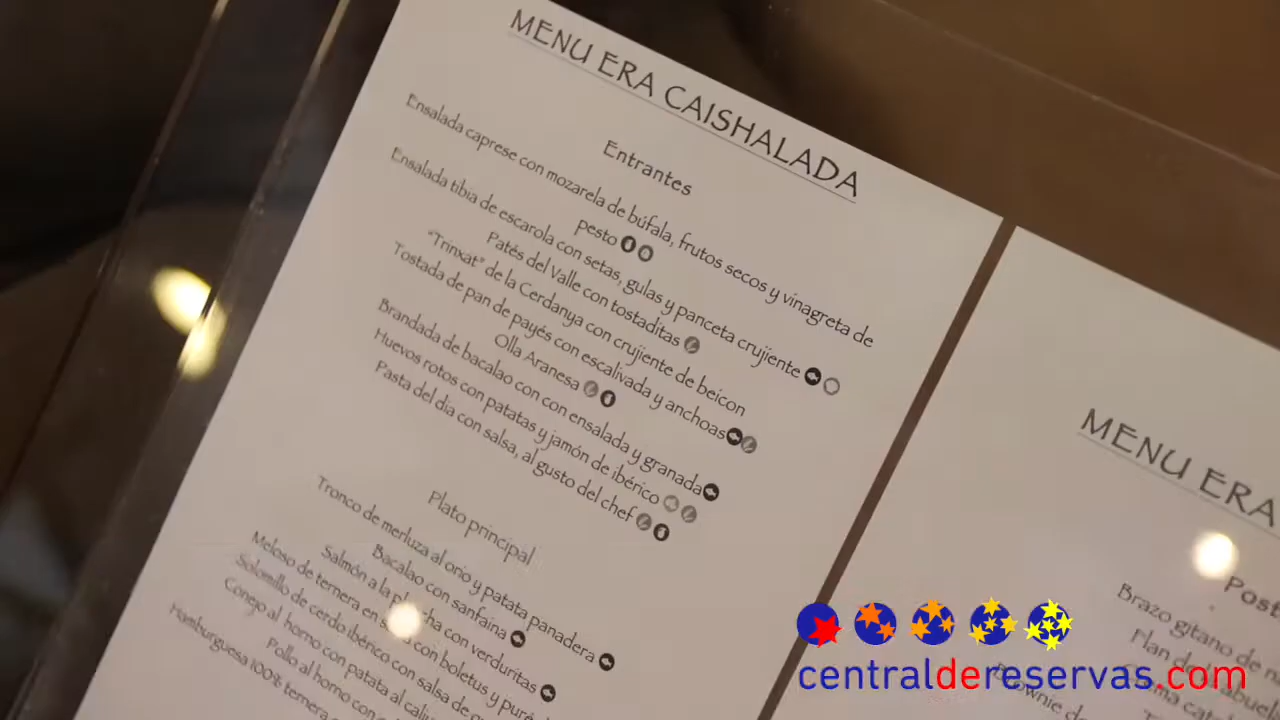 MENU ERA CAISHALADA
Entrantes
Ensalada caprese con mozarela de búfala, frutos secos y vinagreta de
pesto
Ensalada tibia de escarola con setas, gulas y panceta crujiente
Patés del Valle con tostaditas
"Trinxat" de la Cerdanya con crujiente de beicon
Tostada de pan de payés con escalivada y anchoas
Olla Aranesa
Brandada de bacalao con con ensalada y granada
Huevos rotos con patatas y jamón de ibérico
Pasta del dia con salsa, al gusto del chef
Plato principal
Tronco de merluza al orio y patata panadera
Bacalao con sanfaina
Salmón a la con verduritas
Meloso de ternera en con boletus y puré
Solomillo de cerdo ibérico con salsa de
Conejo al horno con patata al
Pollo al horno con
Hamburguesa 100% ternera
MENU ERA
Brazo gitano de
Flan de
Brownie de
centraldereservas.com